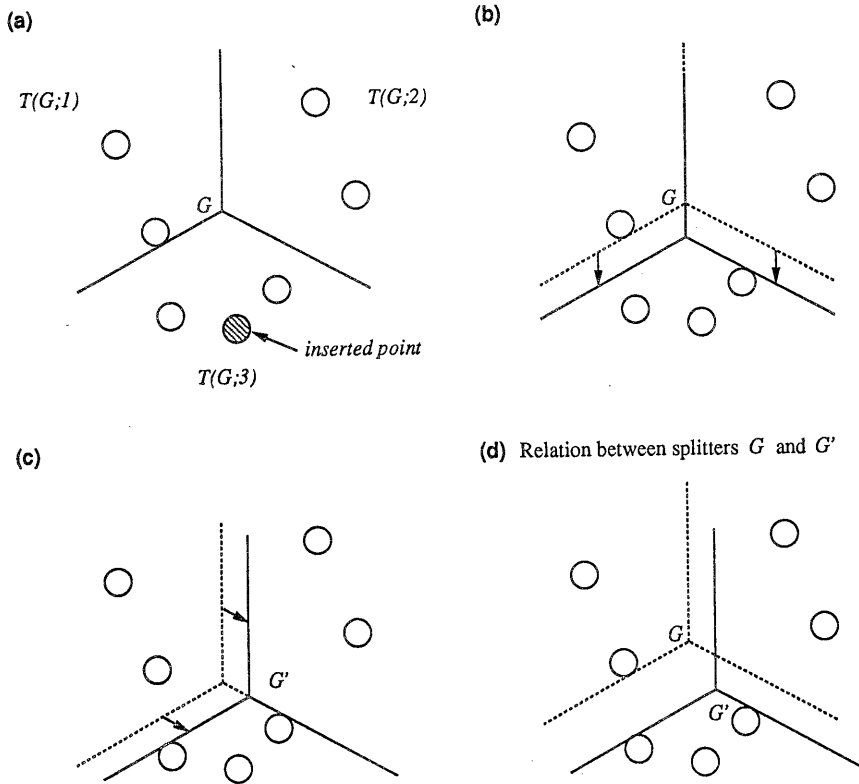 (a)
(b)
T(G;1)
T(G;2)
G
G
inserted point
T(G;3)
(c)
(d) Relation between splitters G and G'
G'
G
G'